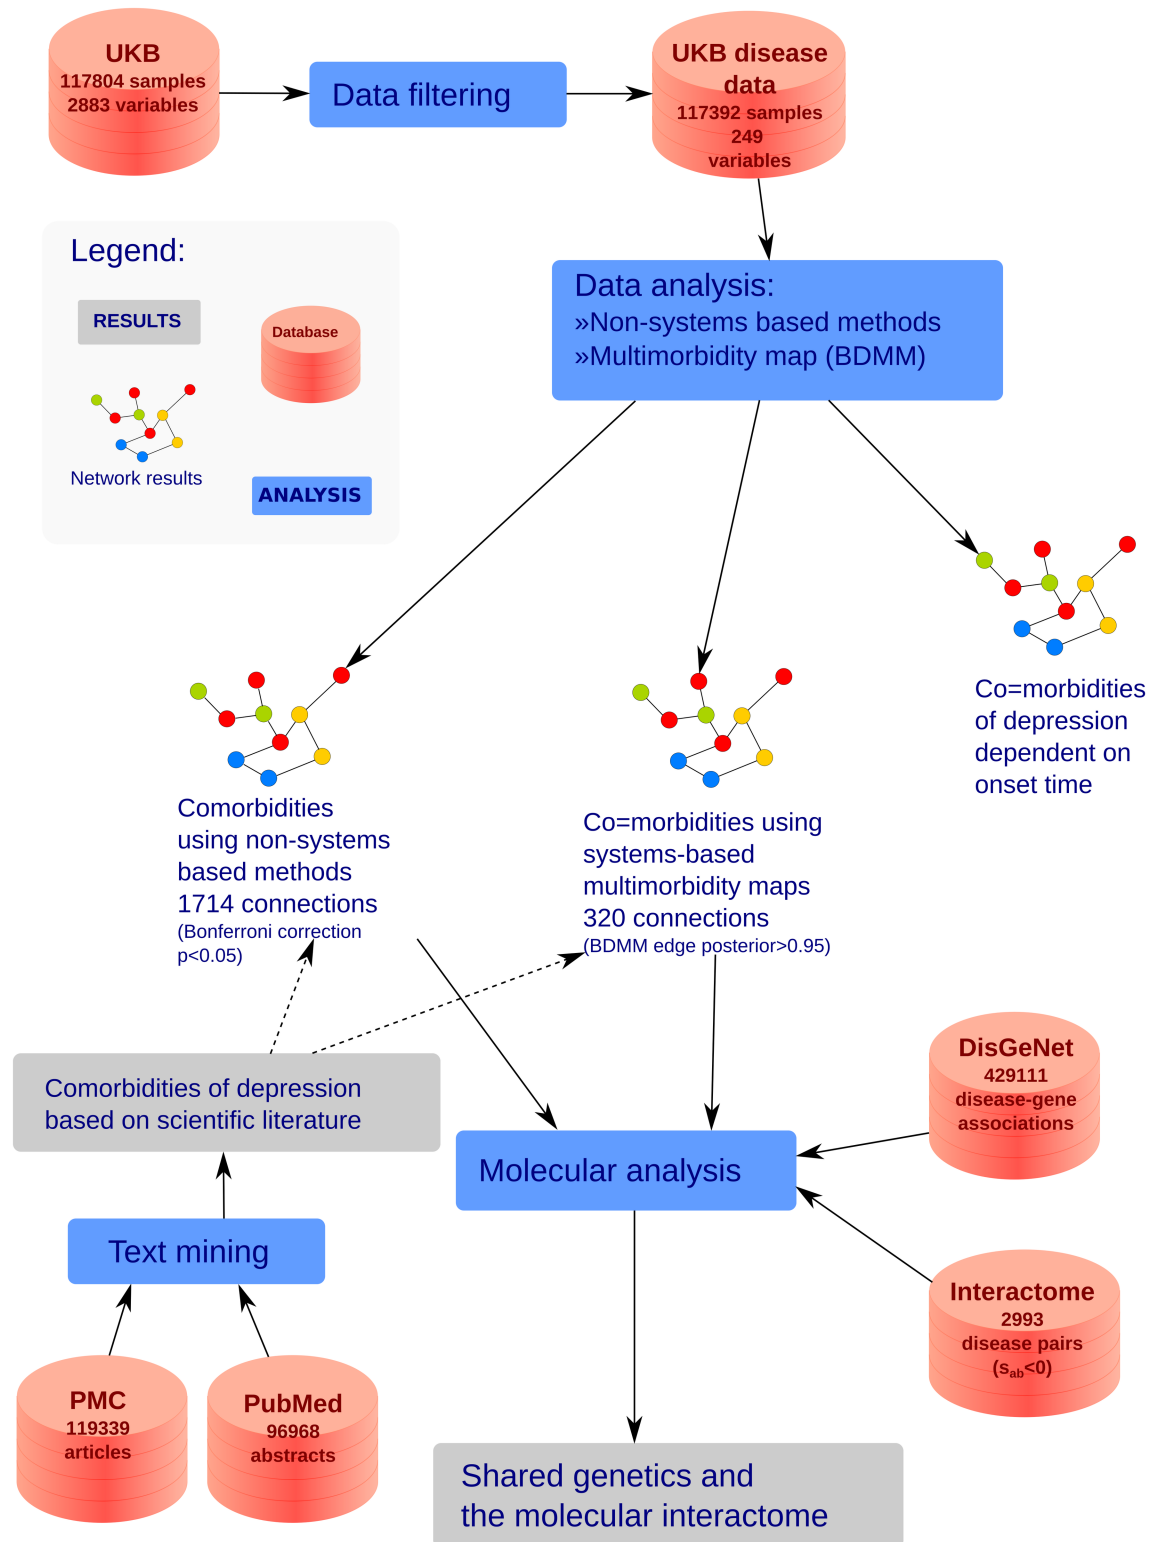 UKB
117804 samples
2883 variables
Data filtering
UKB disease
data
117392 samples
249
variables
Legend:
RESULTS
Database
Network results
ANALYSIS
Data analysis:
»Non-systems based methods
»Multimorbidity map (BDMM)
Co=morbidities
of depression
dependent on
onset time
Comorbidities
using non-systems
based methods
1714 connections
(Bonferroni correction
p<0.05)
Co=morbidities using
systems-based
multimorbidity maps
320 connections
(BDMM edge posterior>0.95)
Comorbidities of depression
based on scientific literature
Molecular analysis
DisGeNet
429111
disease-gene
associations
Text mining
Interactome
2993
disease pairs
(sab<0)
PMC
119339
articles
PubMed
96968
abstracts
Shared genetics and
the molecular interactome